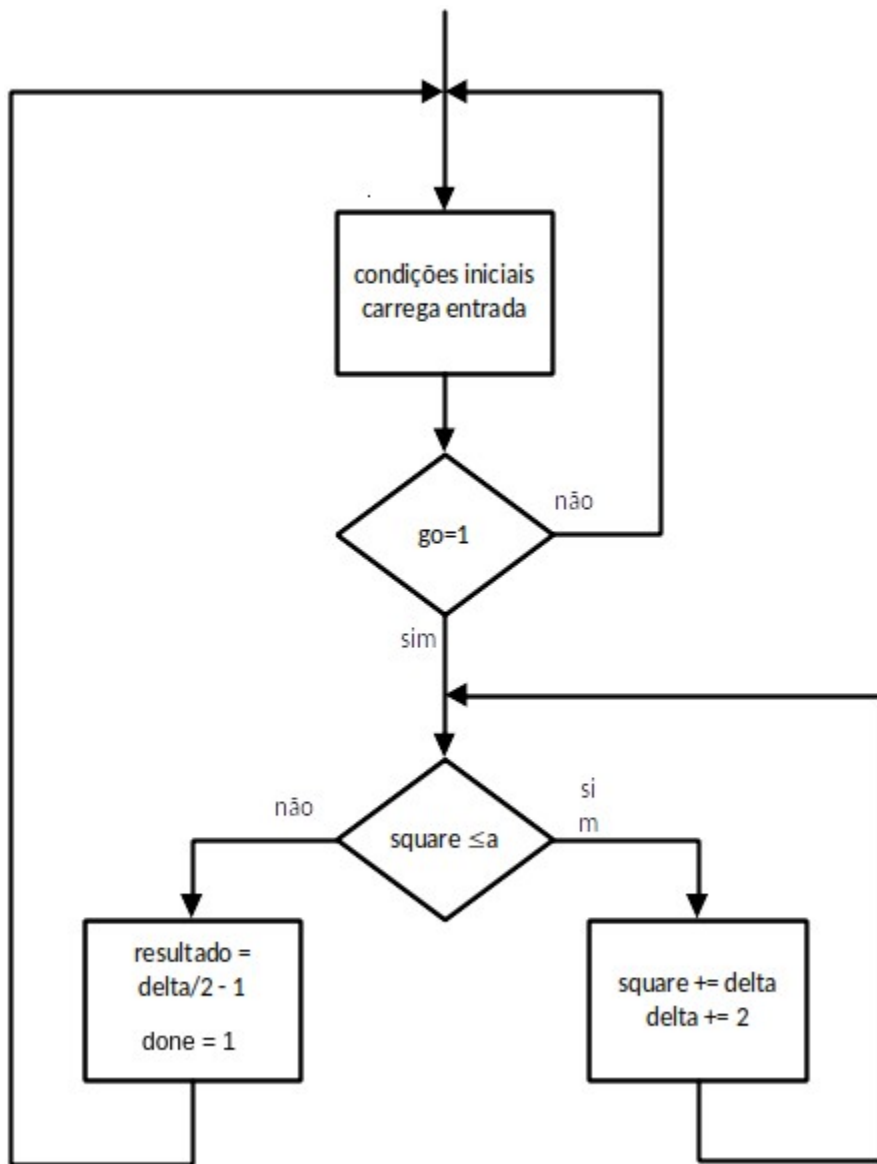 condições iniciais
carrega entrada
não
go=1
sim
não
si
m
square ≤a
resultado =
delta/2 - 1
done = 1
square += delta
delta += 2